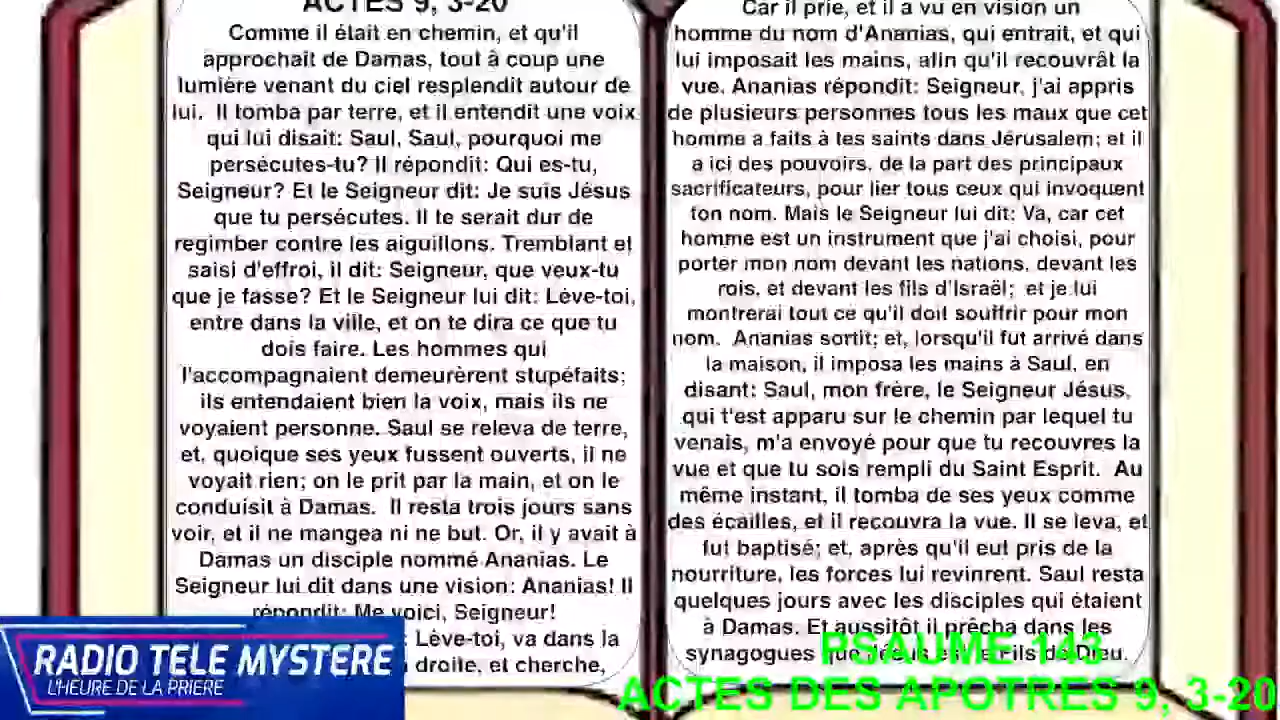 ACTES 9, 3-20
Comme il était en chemin, et qu'il
approchait de Damas, tout à coup une
lumière venant du ciel resplendit autour de
lui. Il tomba par terre, et il entendit une voix
qui lui disait: Saul, Saul, pourquoi me
persécutes-tu? Il répondit: Qui es-tu,
Seigneur? Et le Seigneur dit: Je suis Jésus
que tu persécutes. Il te serait dur de
regimber contre les aiguillons. Tremblant et
saisi d'effroi, il dit: Seigneur, que veux-tu
que je fasse? Et le Seigneur lui dit: Lève-toi,
entre dans la ville, et on te dira ce que tu
dois faire. Les hommes qui
l'accompagnaient demeurèrent stupéfaits;
ils entendaient bien la voix, mais ils ne
voyaient personne. Saul se releva de terre,
et, quoique ses yeux fussent ouverts, il ne
voyait rien; on le prit par la main, et on le
conduisit à Damas. Il resta trois jours sans
voir, et il ne mangea ni ne but. Or, il y avait à
Damas un disciple nommé Ananias. Le
Seigneur lui dit dans une vision: Ananias! Il
répondit: Me voici, Seigneur!
: Lève-toi, va dans la
droite, et cherche,
Car il prie, et il a vu en vision un
homme du nom d'Ananias, qui entrait, et qui
lui imposait les mains, afin qu'il recouvrât la
vue. Ananias répondit: Seigneur, j'ai appris
de plusieurs personnes tous les maux que cet
homme a faits à tes saints dans Jérusalem; et il
a ici des pouvoirs, de la part des principaux
sacrificateurs, pour lier tous ceux qui invoquent
ton nom. Mais le Seigneur lui dit: Va, car cet
homme est un instrument que j'ai choisi, pour
porter mon nom devant les nations, devant les
rois, et devant les fils d'Israël; et je lui
montrerai tout ce qu'il doit souffrir pour mon
nom. Ananias sortit; et, lorsqu'il fut arrivé dans
la maison, il imposa les mains à Saul, en
disant: Saul, mon frère, le Seigneur Jésus,
qui t'est apparu sur le chemin par lequel tu
venais, m'a envoyé pour que tu recouvres la
vue et que tu sois rempli du Saint Esprit. Au
même instant, il tomba de ses yeux comme
des écailles, et il recouvra la vue. Il se leva, et
fut baptisé; et, après qu'il eut pris de la
nourriture, les forces lui revinrent. Saul resta
quelques jours avec les disciples qui étaient
à Damas. Et aussitôt il prêcha dans les
synagogues que Jésus est le Fils de Dieu.
RADIO TELE MYSTERE
L'HEURE DE LA PRIERE
PSAUME 143
ACTES DES APOTRES 9, 3-20